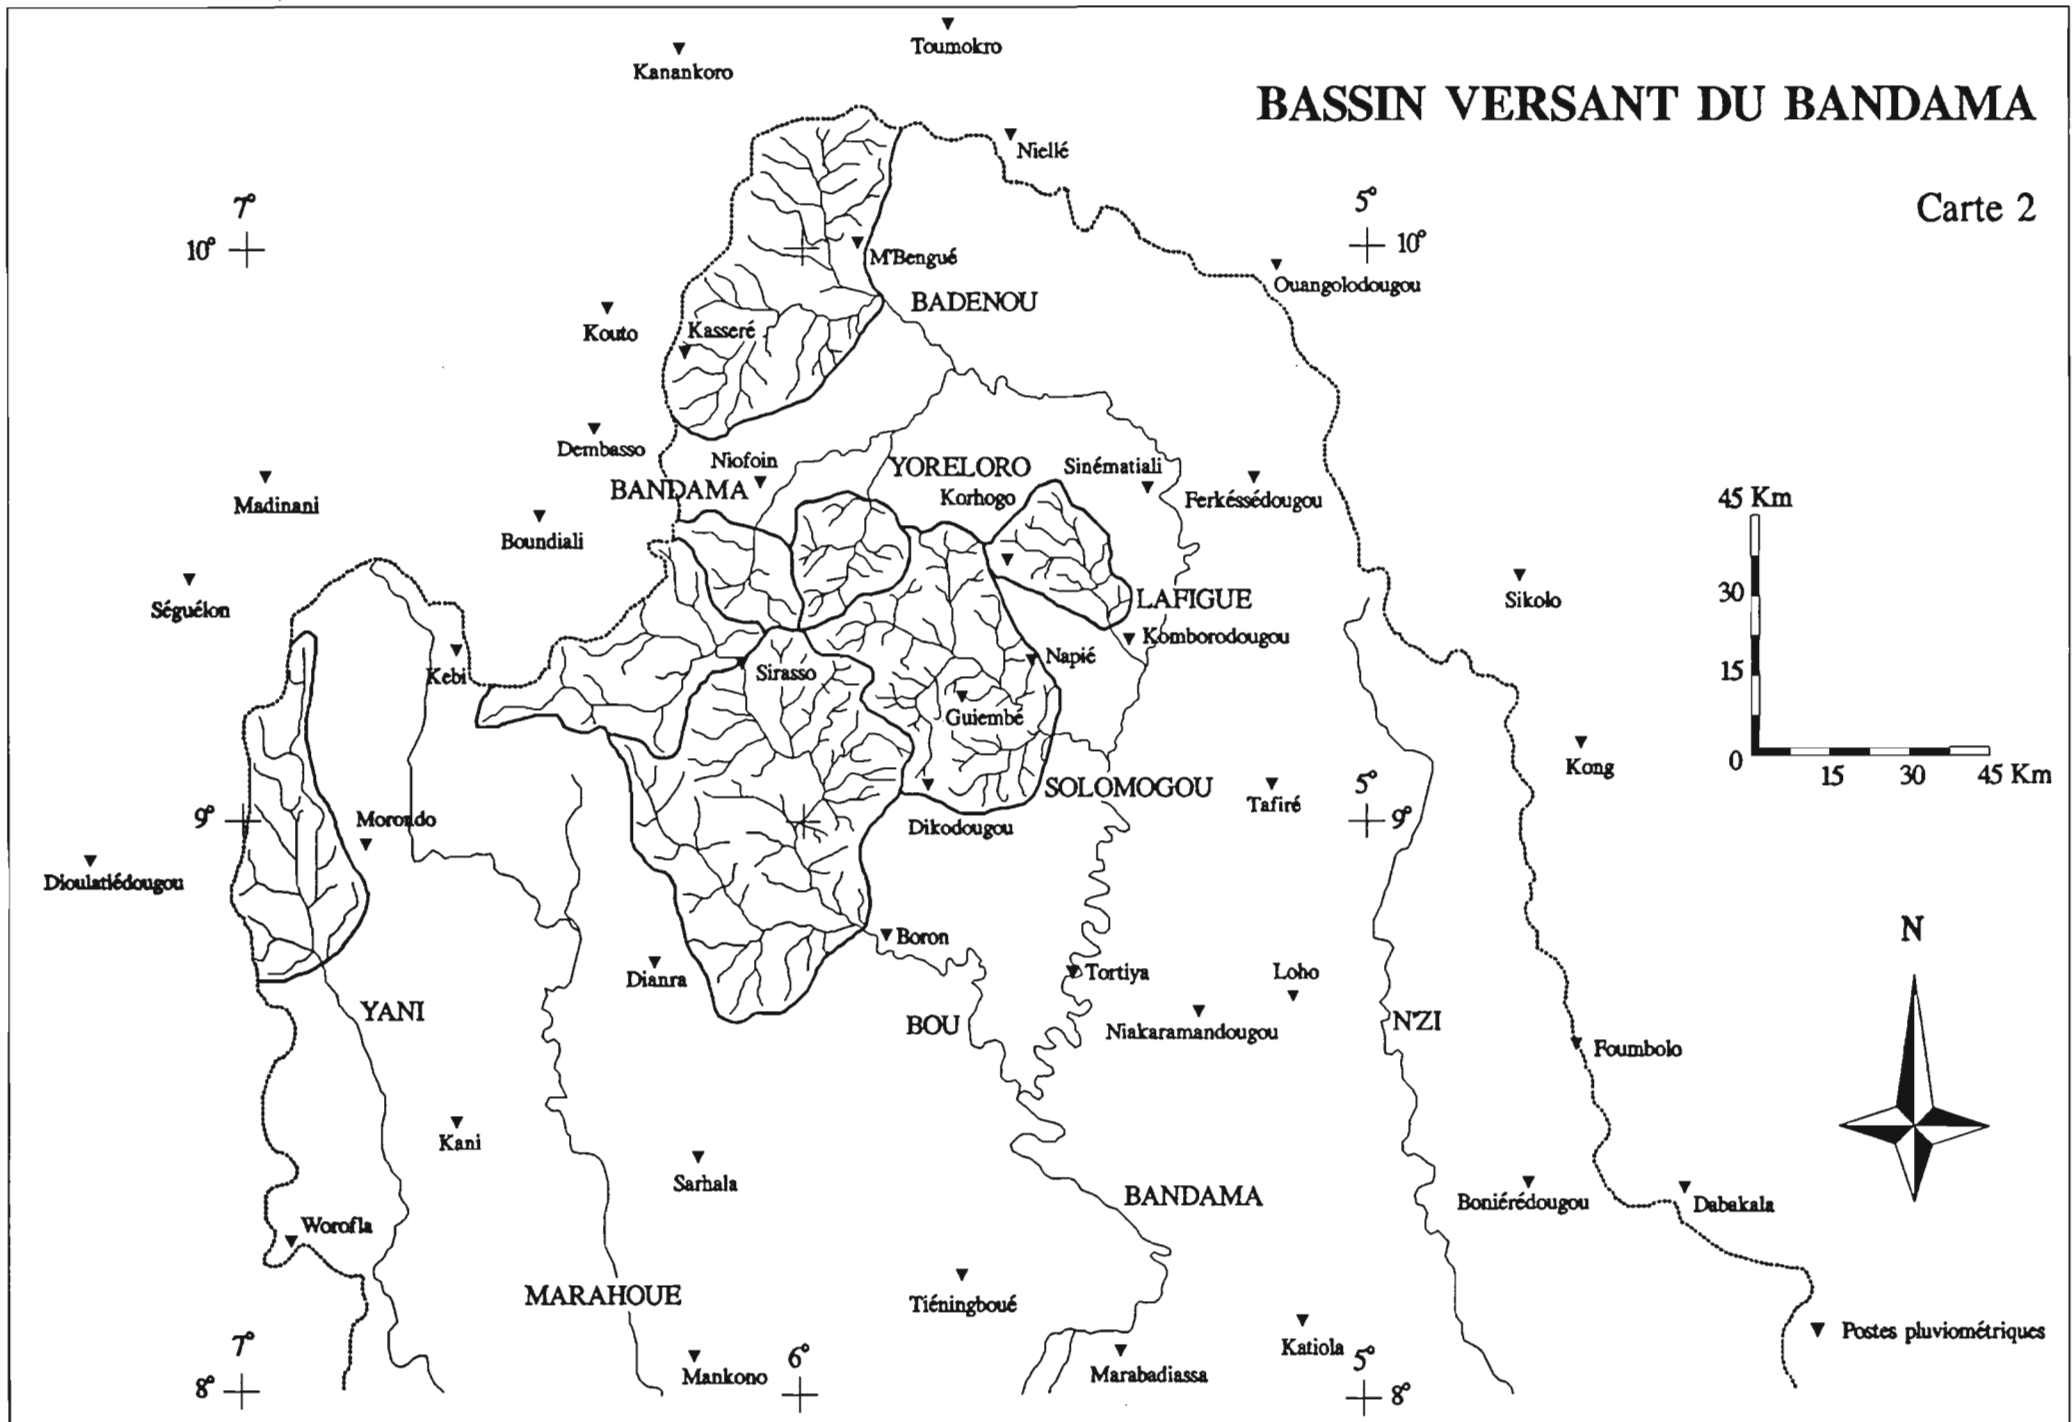 Toumokro
Kanankoro
BASSIN VERSANT DU BANDAMA
Niellé
Carte 2
7°
5°
10°
10°
M'Bengué
Ouangolodougou
BADENOU
Kouto
Kasseré
Dembasso
Niofoin
YORELORO
Sinématiali
BANDAMA
Korhogo
Ferkéssédougou
45 Km
Madinani
Boundiali
30
Séguélon
LAFIGUE
Sikolo
Komborodougou
Kebi
Sirasso
Napié
15
Guiembé
0
Kong
15
30
45 Km
SOLOMOGOU
Tafiré
5°
9°
Morondo
Dikodougou
9°
Dioulatiédougou
N
Boron
Dianra
Tortiya
Loho
YANI
BOU
Niakaramandougou
N'ZI
Foumbolo
Kani
Sarhala
BANDAMA
Boniérédougou
Dabakala
Worofla
MARAHOUE
Tiéningboué
Postes pluviométriques
7°
6°
Katiola
5°
8°
Mankono
Marabadiassa
8°